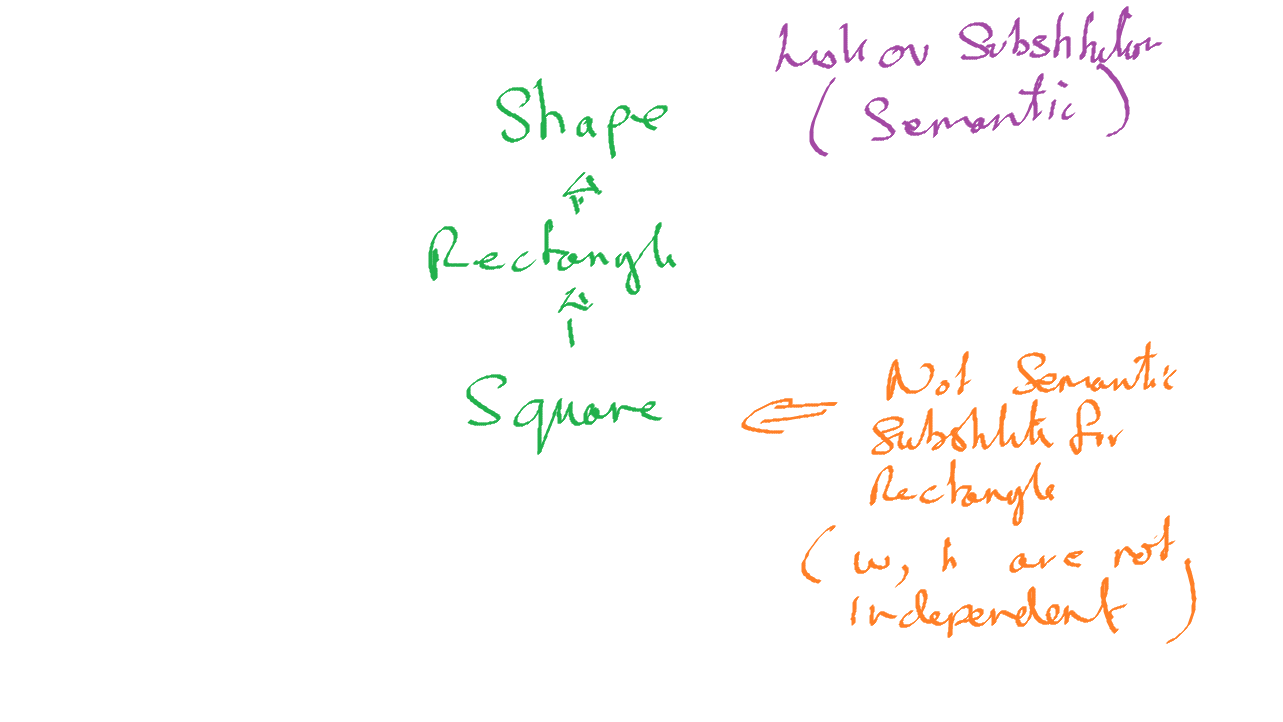 Liskov Substitution
(Semantic)
Shape
Rectangle
Square
Not Semantic
Substitute for
Rectangle
(w, h are not
independent)